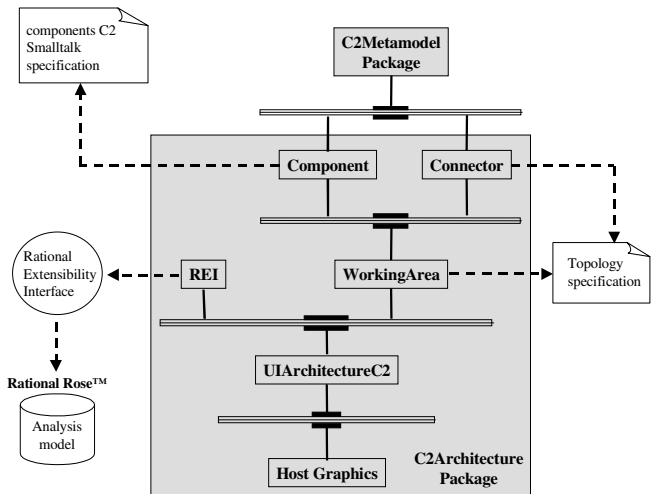 components C2
Smalltalk
specification
C2Metamodel
Package
Component
Connector
Rational
Extensibility
Interface
REI
WorkingArea
Topology
specification
Rational Rose™
UIArchitectureC2
Analysis
model
Host Graphics
C2Architecture
Package